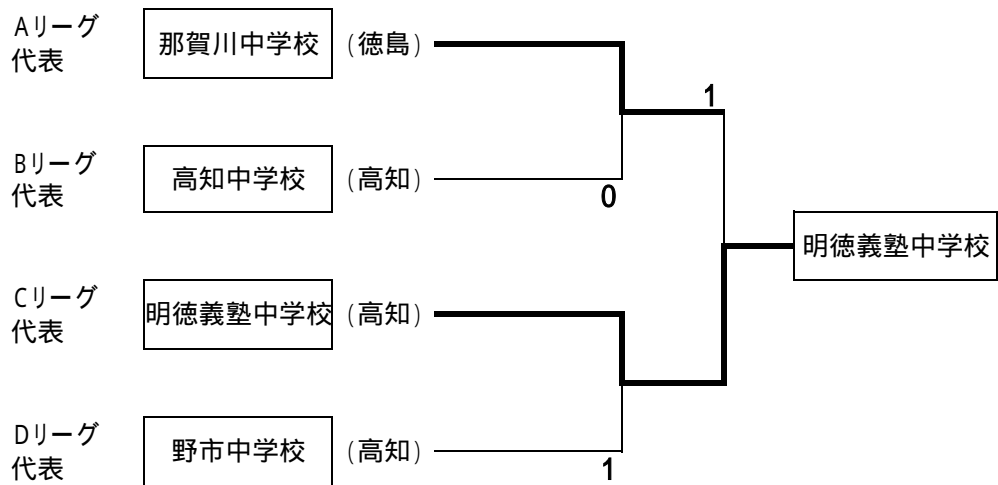 Aリーグ
代表
那賀川中学校
(徳島)
1
Bリーグ
代表
高知中学校
(高知)
0
明徳義塾中学校
Cリーグ
代表
明徳義塾中学校
(高知)
Dリーグ
代表
野市中学校
(高知)
1